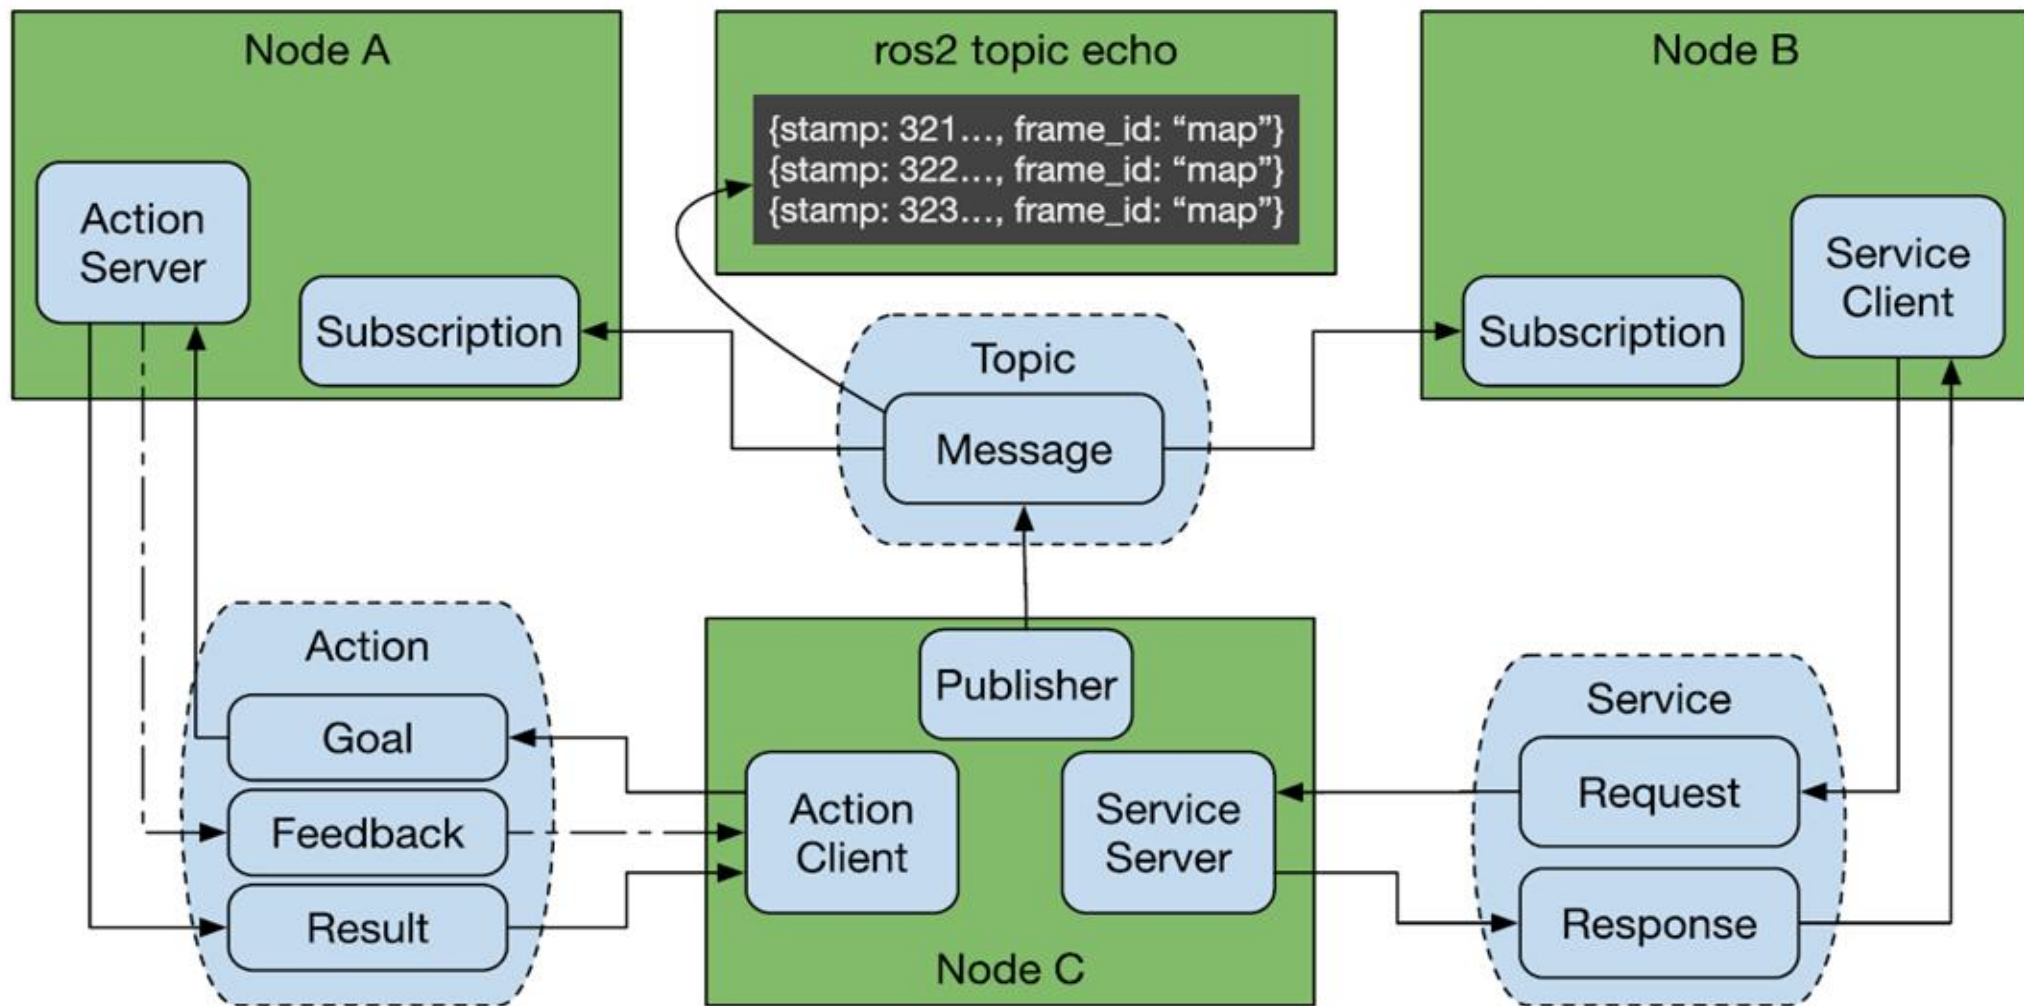 Node A
ros2 topic echo
Node B
{stamp: 321…, frame_id: “map”}
{stamp: 322…, frame_id: “map”}
{stamp: 323…, frame_id: “map”}
Action
Server
Subscription
Service
Client
Subscription
Topic
Message
Action
Goal
Feedback
Result
Publisher
Action
Client
Service
Server
Node C
Service
Request
Response